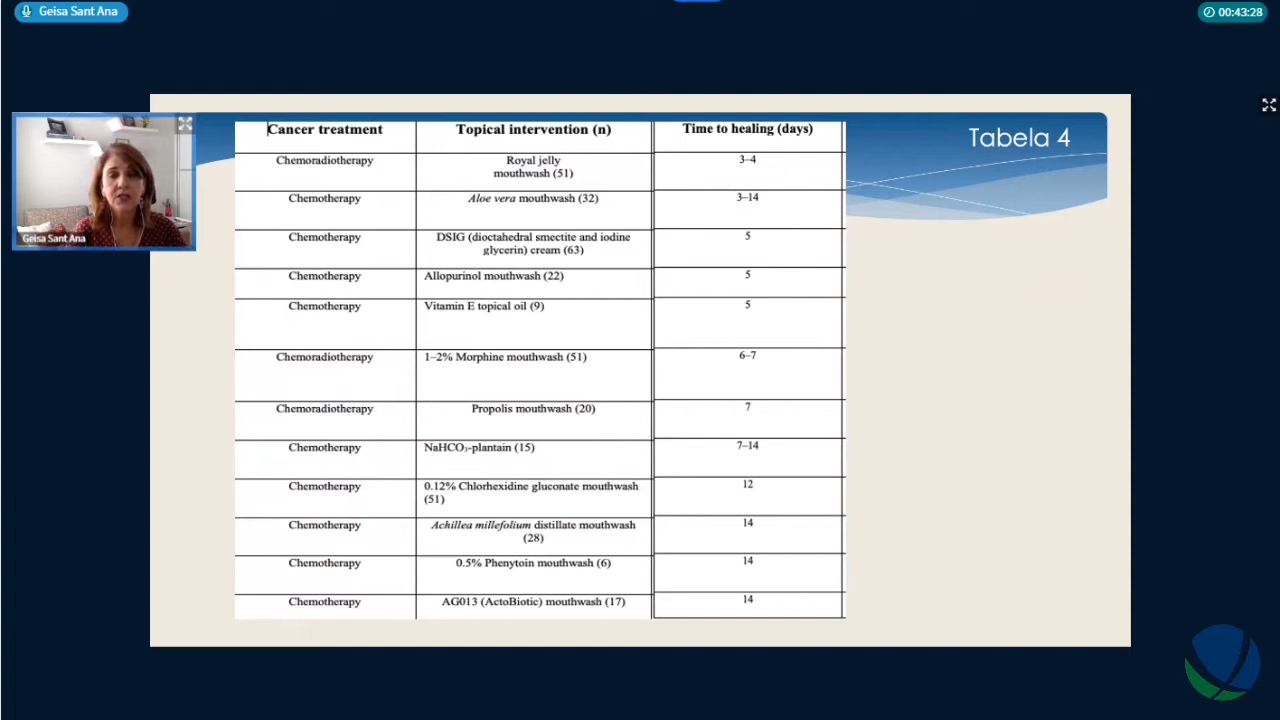 Geisa Sant Ana
00:43:28
Tabela 4
Geisa Sant Ana
Cancer treatment Topical intervention (n) Time to healing (days)
Chemoradiotherapy Royal jelly 3–4
mouthwash (51)
Chemotherapy Aloe vera mouthwash (32) 3–14
Chemotherapy DSIG (dioctahedral smectite and iodine 5
glycerin) cream (63)
Chemotherapy Allopurinol mouthwash (22) 5
Chemotherapy Vitamin E topical oil (9) 5
Chemoradiotherapy 1–2% Morphine mouthwash (51) 6–7
Chemoradiotherapy Propolis mouthwash (20) 7
Chemotherapy NaHCO₃-plantain (15) 7–14
Chemotherapy 0.12% Chlorhexidine gluconate mouthwash 12
(51)
Chemotherapy Achillea millefolium distillate mouthwash 14
(28)
Chemotherapy 0.5% Phenytoin mouthwash (6) 14
Chemotherapy AG013 (ActoBiotic) mouthwash (17) 14